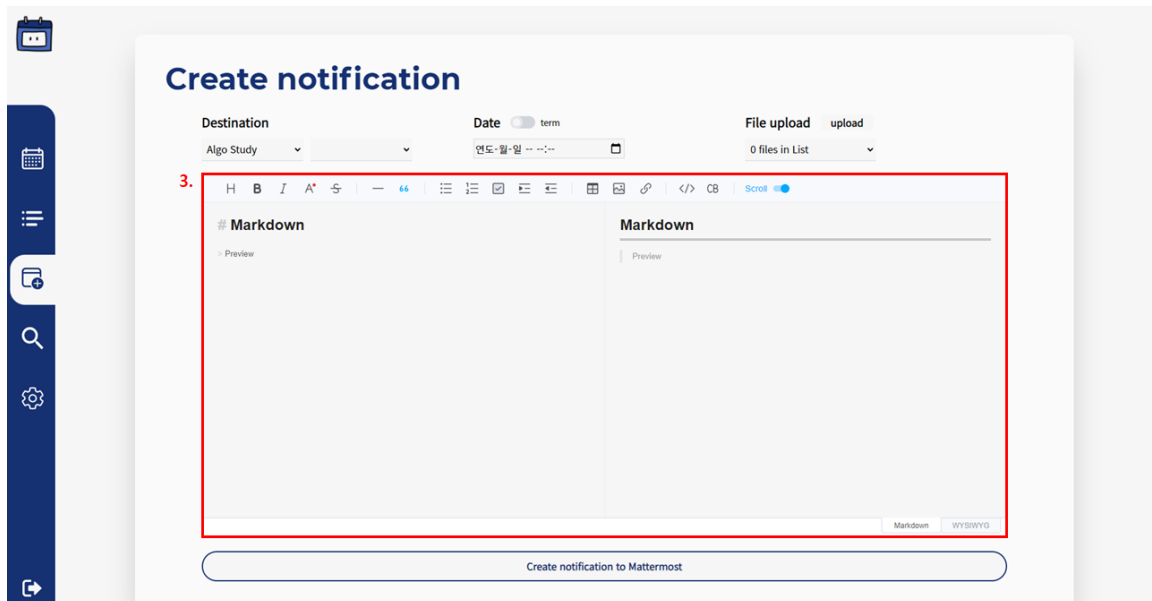 Create notification
Destination
Date
term
File upload
upload
Algo Study
연도-월-일 -- --:--
0 files in List
3.
H B I A S 66 </> CB Scroll
# Markdown
> Preview
Markdown
Preview
Markdown
WYSIWYG
Create notification to Mattermost